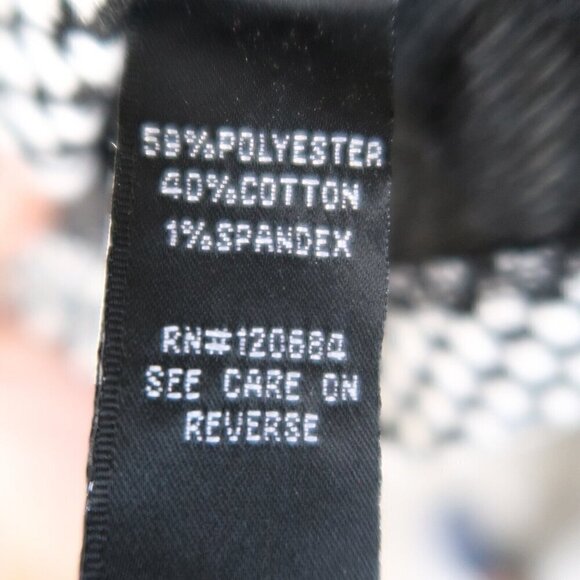 59%POLYESTER
40%COTTON
1%SPANDEX
RN#120684
SEE CARE ON
REVERSE